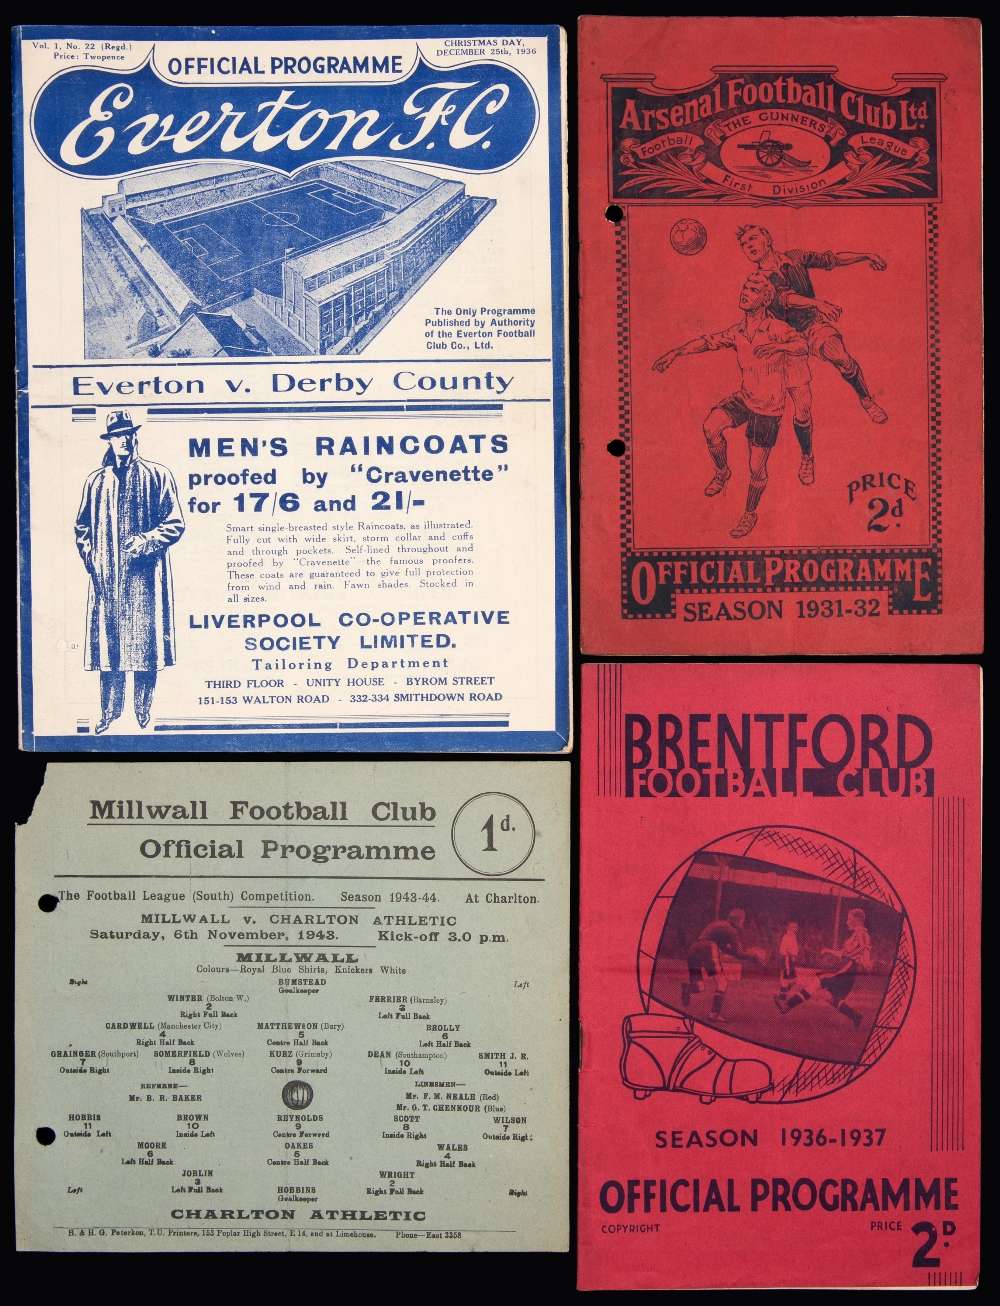 Vol. 1, No. 22 (Regd.)
Price: Twopence
CHRISTMAS DAY,
DECEMBER 25th, 1936
OFFICIAL PROGRAMME
Everton F.C.
The Only Programme
Published by Authority
of the Everton Football
Club Co., Ltd.
Everton v. Derby County
MEN'S RAINCOATS
proofed by "Cravenette"
for 17/6 and 21/-
Smart single-breasted style Raincoats, as illustrated.
Fully cut with wide skirt, storm collar and cuffs
and through pockets. Self-lined throughout and
proofed by "Cravenette" the famous proofers.
These coats are guaranteed to give full protection
from wind and rain. Fawn shades. Stocked in
all sizes.
LIVERPOOL CO-OPERATIVE
SOCIETY LIMITED.
Tailoring Department
THIRD FLOOR - UNITY HOUSE - BYROM STREET
151-153 WALTON ROAD - 332-334 SMITHDOWN ROAD
Arsenal Football Club Ltd.
THE GUNNERS
Football League
First Division
PRICE
2d.
OFFICIAL PROGRAMME
SEASON 1931-32
Millwall Football Club
Official Programme
1d.
The Football League (South) Competition. Season 1943-44. At Charlton.
MILLWALL v. CHARLTON ATHLETIC
Saturday, 6th November, 1943. Kick-off 3.0 p.m.
MILLWALL
Colours—Royal Blue Shirts, Knickers White
Right BUMSTEAD Left
Goalkeeper
WINTER (Bolton W.) FERRIER (Barnsley)
2 3
Right Full Back Left Full Back
CARDWELL (Manchester City) MATTHEWSON (Bury) BROLLY
4 5 6
Right Half Back Centre Half Back Left Half Back
GRAINGER (Southport) SOMERFIELD (Wolves) KURZ (Grimsby) DEAN (Southampton) SMITH J. R.
7 8 9 10 11
Outside Right Inside Right Centre Forward Inside Left Outside Left
REFEREE— LINESMEN—
Mr. B. R. BAKER Mr. F. M. NEALE (Red)
Mr. G. T. CHENHOUR (Blue)
HOBBIS BROWN REYNOLDS SCOTT WILSON
11 10 9 8 7
Outside Left Inside Left Centre Forward Inside Right Outside Right
MOORE OAKES WALES
6 5 4
Left Half Back Centre Half Back Right Half Back
JOBLIN WRIGHT
3 2
Left Left Full Back HOBBINS Right Full Back Right
Goalkeeper
CHARLTON ATHLETIC
B. & H. G. Peterken, T.U. Printers, 153 Poplar High Street, E 14, and at Limehouse. Phone—East 3358
BRENTFORD
FOOTBALL CLUB
SEASON 1936-1937
OFFICIAL PROGRAMME
COPYRIGHT PRICE 2D.